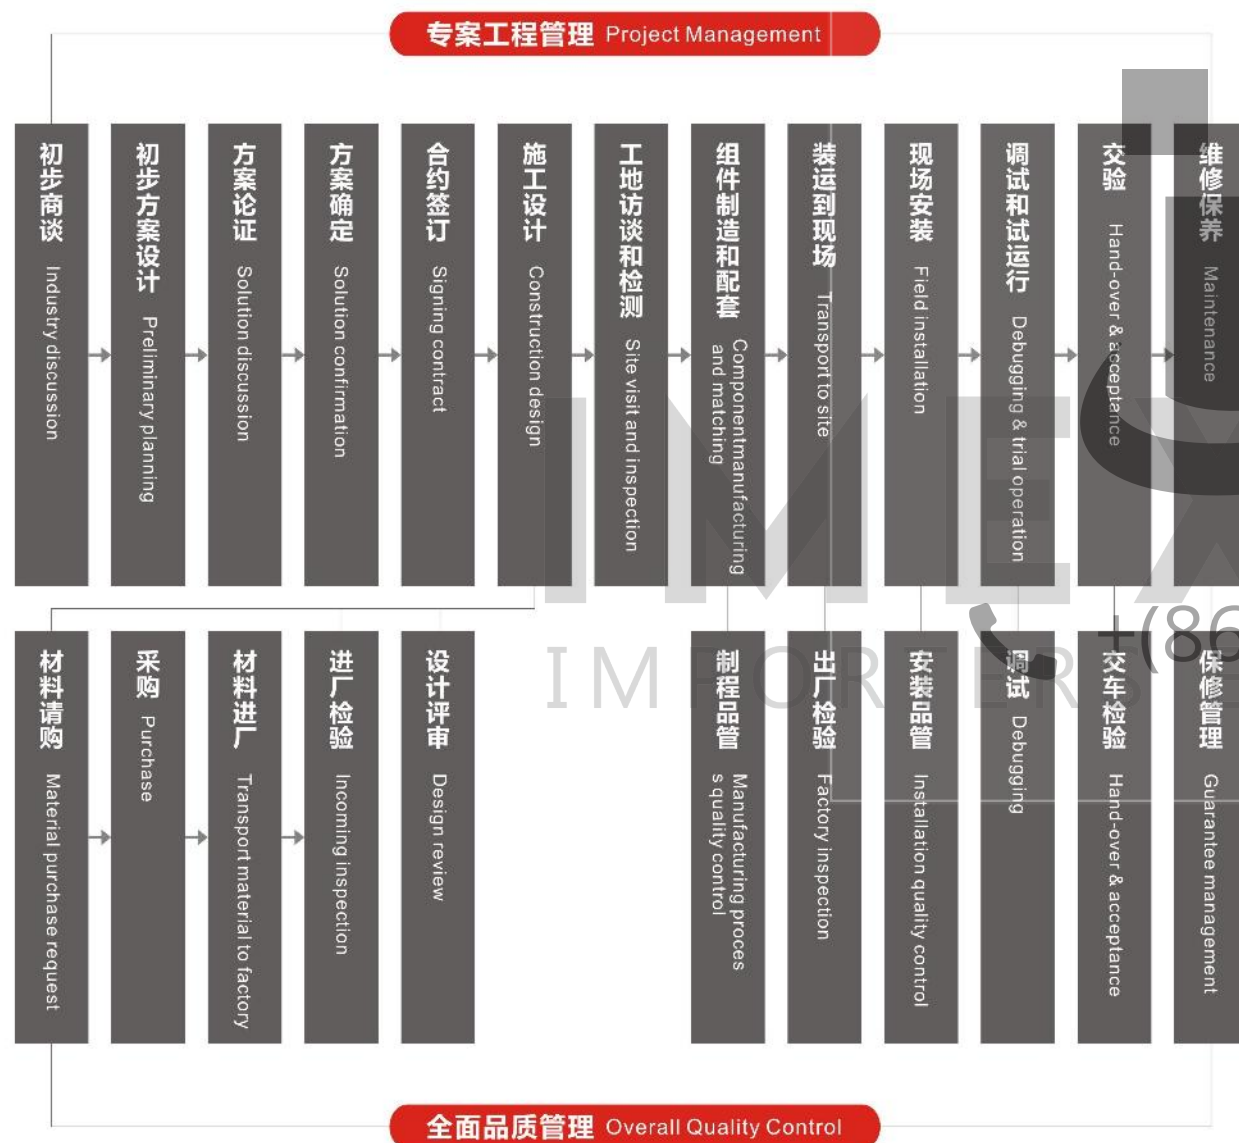 专案工程管理 Project Management
初步商谈 Industry discussion
初步方案设计 Preliminary planning
方案论证 Solution discussion
方案确定 Solution confirmation
合约签订 Signing contract
施工设计 Construction design
工地访谈和检测 Site visit and inspection
组件制造和配套 Componentmanufacturing
and matching
装运到现场 Transport to site
现场安装 Field installation
调试和试运行 Debugging & trial operation
交验 Hand-over & acceptance
维修保养 Maintenance
材料请购 Material purchase request
采购 Purchase
材料进厂 Transport material to factory
进厂检验 Incoming inspection
设计评审 Design review
制程品管 Manufacturing proces
s quality control
出厂检验 Factory inspection
安装品管 Installation quality control
调试 Debugging
交车检验 Hand-over & acceptance
保修管理 Guarantee management
全面品质管理 Overall Quality Control
IMEX
IMPORTERS
+(86